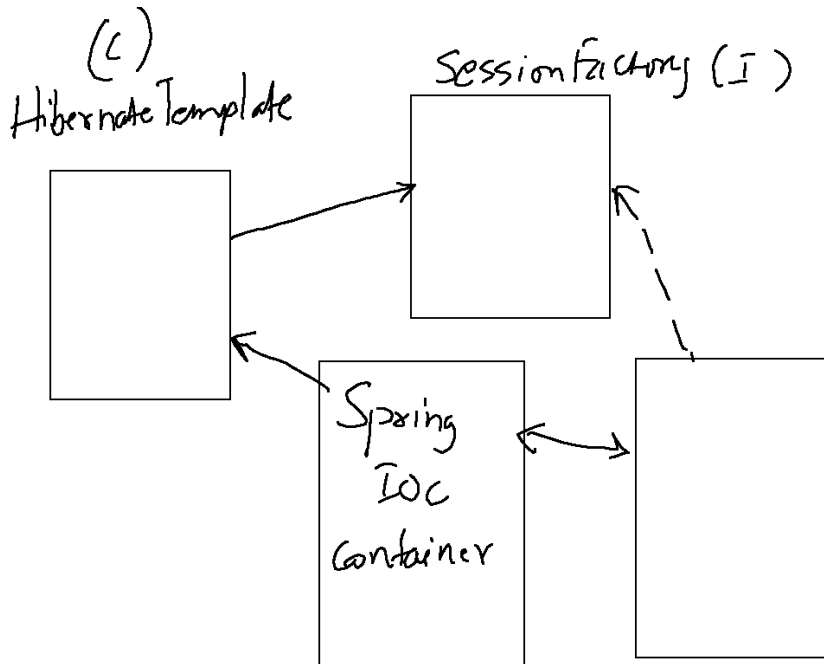 (C)
HibernateTemplate
SessionFactory (I)
Spring
IOC
Container